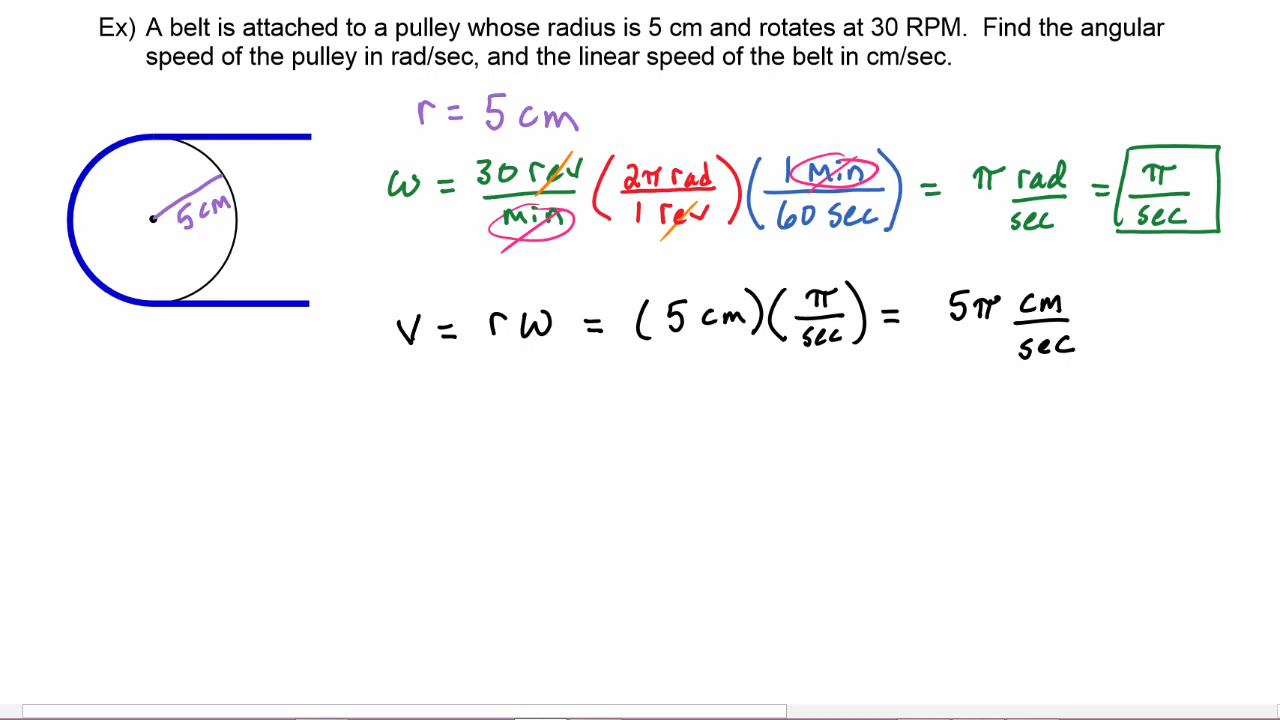 Ex) A belt is attached to a pulley whose radius is 5 cm and rotates at 30 RPM. Find the angular
speed of the pulley in rad/sec, and the linear speed of the belt in cm/sec.
r = 5 cm
5 cm
ω = 30 rev/min (2π rad/1 rev)(1 min/60 sec) = π rad/sec = π/sec
v = rω = (5 cm)(π/sec) = 5π cm/sec